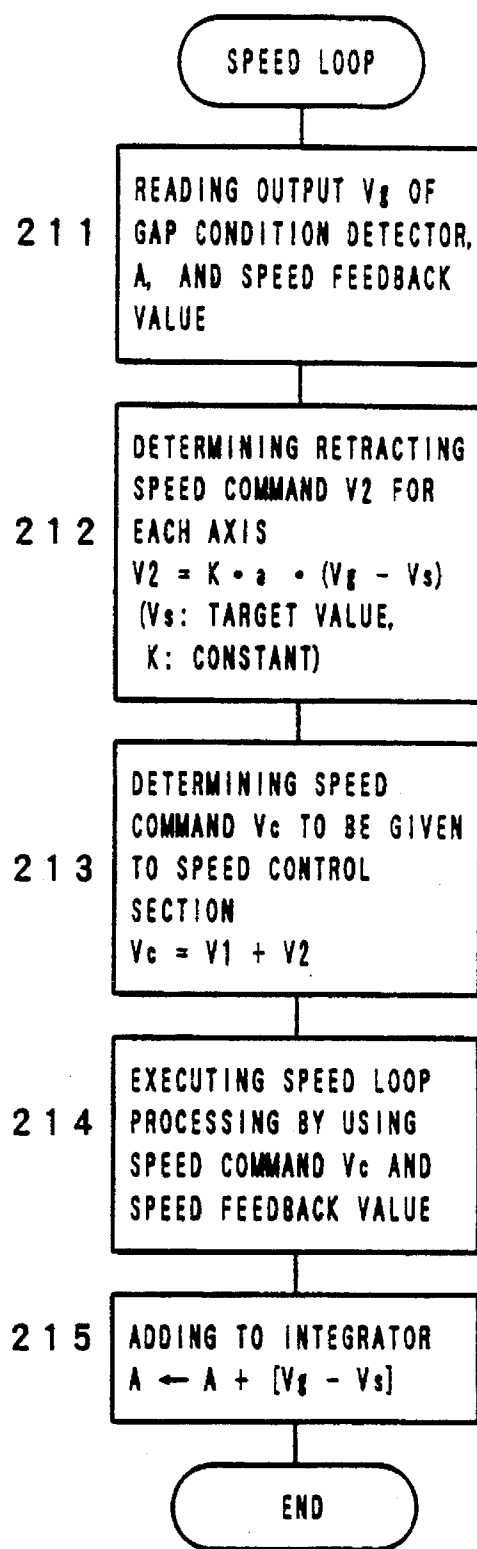 SPEED LOOP
211
READING OUTPUT Vg OF
GAP CONDITION DETECTOR,
A, AND SPEED FEEDBACK
VALUE
212
DETERMINING RETRACTING
SPEED COMMAND V2 FOR
EACH AXIS
V2 = K • a • (Vg - Vs)
(Vs: TARGET VALUE,
K: CONSTANT)
213
DETERMINING SPEED
COMMAND Vc TO BE GIVEN
TO SPEED CONTROL
SECTION
Vc = V1 + V2
214
EXECUTING SPEED LOOP
PROCESSING BY USING
SPEED COMMAND Vc AND
SPEED FEEDBACK VALUE
215
ADDING TO INTEGRATOR
A ← A + [Vg - Vs]
END